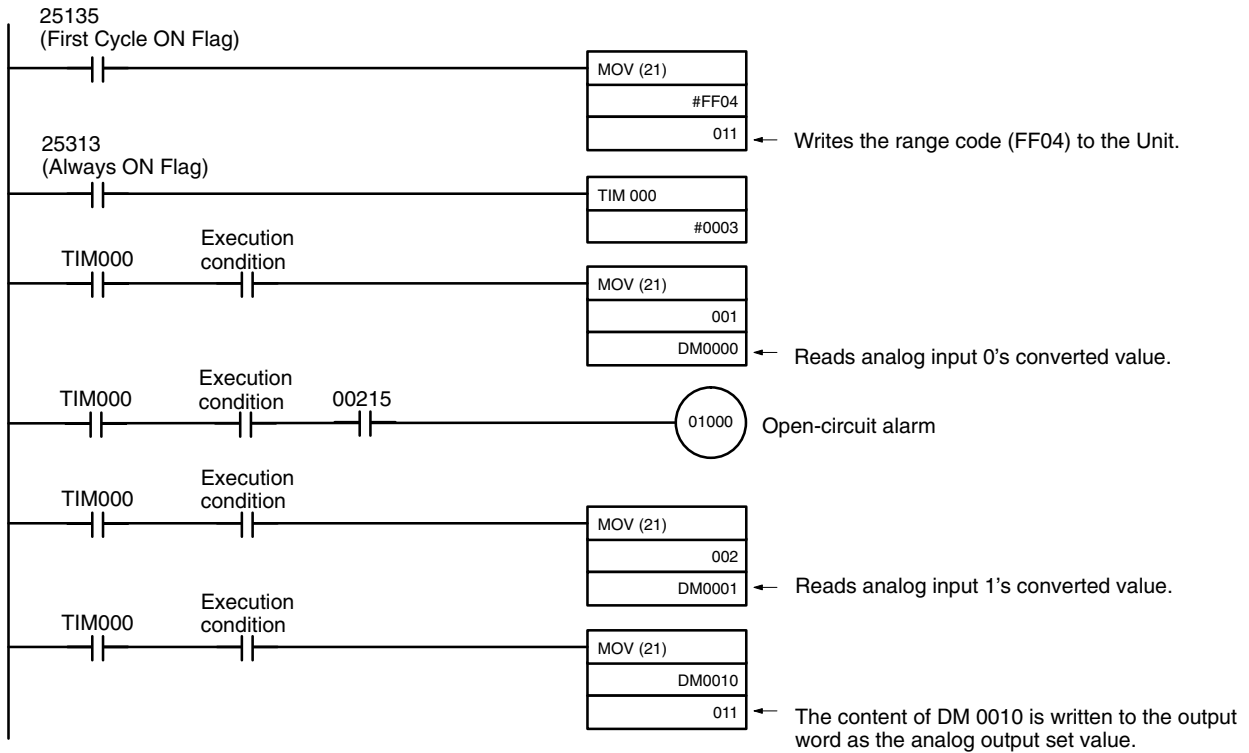 25135
(First Cycle ON Flag)
MOV (21)
#FF04
011
Writes the range code (FF04) to the Unit.
25313
(Always ON Flag)
TIM 000
#0003
TIM000
Execution
condition
MOV (21)
001
DM0000
Reads analog input 0's converted value.
TIM000
Execution
condition
00215
01000
Open-circuit alarm
TIM000
Execution
condition
MOV (21)
002
DM0001
Reads analog input 1's converted value.
TIM000
Execution
condition
MOV (21)
DM0010
011
The content of DM 0010 is written to the output
word as the analog output set value.